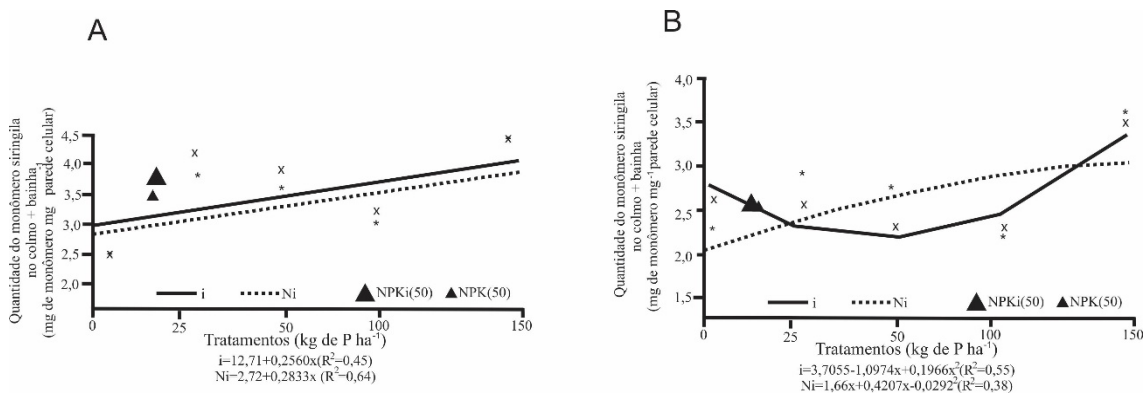 A
Quantidade do monômero siringila
no colmo + bainha
(mg de monômero mg⁻¹ parede celular)
4,5
4,0
3,5
3,0
2,5
2,0
i
Ni
NPKi(50)
NPK(50)
0
25
50
100
150
Tratamentos (kg de P ha⁻¹)
i=12,71+0,2560x(R²=0,45)
Ni=2,72+0,2833x (R²=0,64)
B
Quantidade do monômero siringila
no colmo + bainha
(mg de monômero mg⁻¹ parede celular)
4,0
3,5
3,0
2,5
2,0
1,5
i
Ni
NPKi(50)
NPK(50)
0
25
50
100
150
Tratamentos (kg de P ha⁻¹)
i=3,7055-1,0974x+0,1966x²(R²=0,55)
Ni=1,66x+0,4207x-0,0292²(R²=0,38)